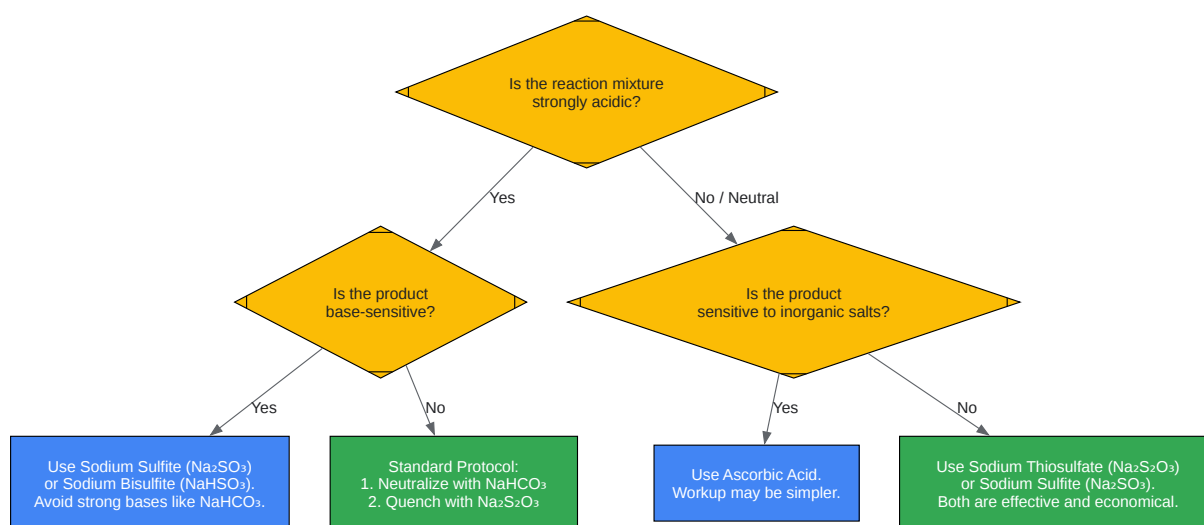 Is the reaction mixture
strongly acidic?
Yes
No / Neutral
Is the product
base-sensitive?
Is the product
sensitive to inorganic salts?
Yes
No
Yes
No
Use Sodium Sulfite (Na₂SO₃)
or Sodium Bisulfite (NaHSO₃).
Avoid strong bases like NaHCO₃.
Standard Protocol:
1. Neutralize with NaHCO₃
2. Quench with Na₂S₂O₃
Use Ascorbic Acid.
Workup may be simpler.
Use Sodium Thiosulfate (Na₂S₂O₃)
or Sodium Sulfite (Na₂SO₃).
Both are effective and economical.